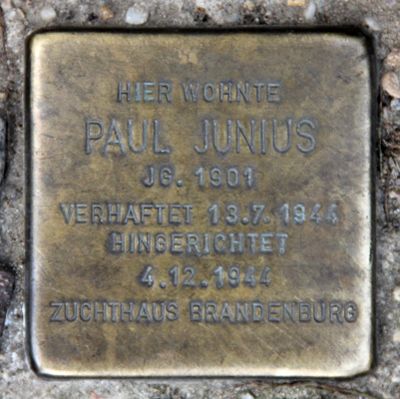 HIER WOHNTE
PAUL JUNIUS
JG. 1901
VERHAFTET 13.7.1944
HINGERICHTET
4.12.1944
ZUCHTHAUS BRANDENBURG